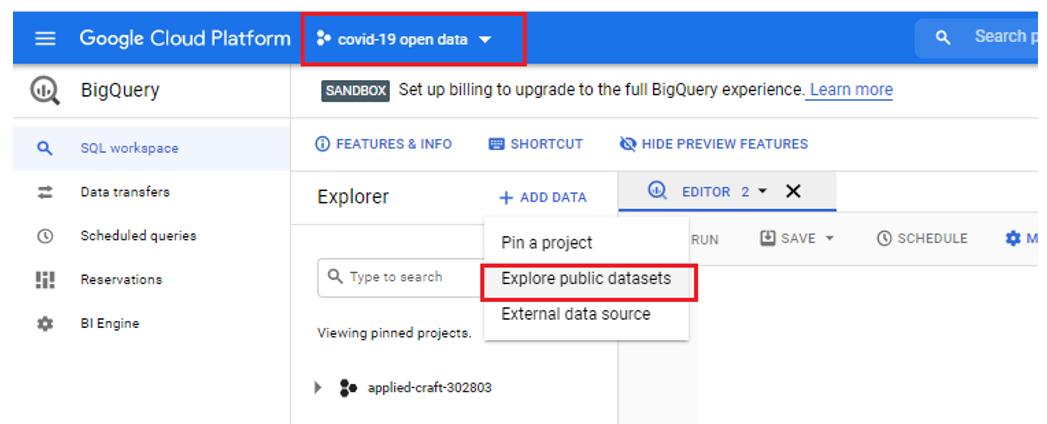 Google Cloud Platform covid-19 open data Search p
BigQuery
SANDBOX Set up billing to upgrade to the full BigQuery experience. Learn more
SQL workspace
FEATURES & INFO SHORTCUT HIDE PREVIEW FEATURES
Data transfers
Explorer + ADD DATA EDITOR 2
Scheduled queries
Pin a project
RUN SAVE SCHEDULE M
Reservations
Type to search
Explore public datasets
External data source
BI Engine
Viewing pinned projects.
applied-craft-302803